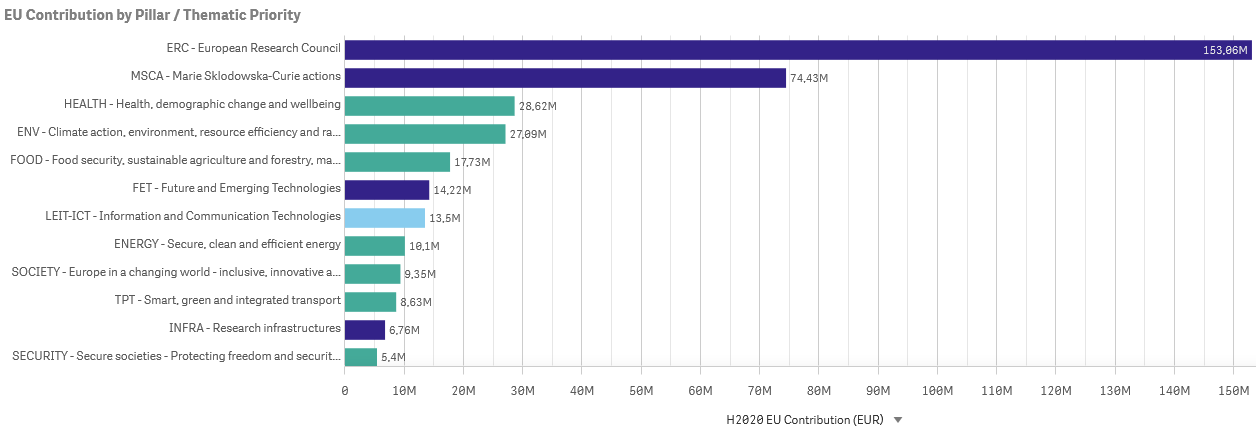 EU Contribution by Pillar / Thematic Priority
ERC - European Research Council 153,06M
MSCA - Marie Sklodowska-Curie actions 74,43M
HEALTH - Health, demographic change and wellbeing 28,62M
ENV - Climate action, environment, resource efficiency and ra... 27,09M
FOOD - Food security, sustainable agriculture and forestry, ma... 17,73M
FET - Future and Emerging Technologies 14,22M
LEIT-ICT - Information and Communication Technologies 13,5M
ENERGY - Secure, clean and efficient energy 10,1M
SOCIETY - Europe in a changing world - inclusive, innovative a... 9,35M
TPT - Smart, green and integrated transport 8,63M
INFRA - Research infrastructures 6,76M
SECURITY - Secure societies - Protecting freedom and securit... 5,4M
0 10M 20M 30M 40M 50M 60M 70M 80M 90M 100M 110M 120M 130M 140M 150M
H2020 EU Contribution (EUR)